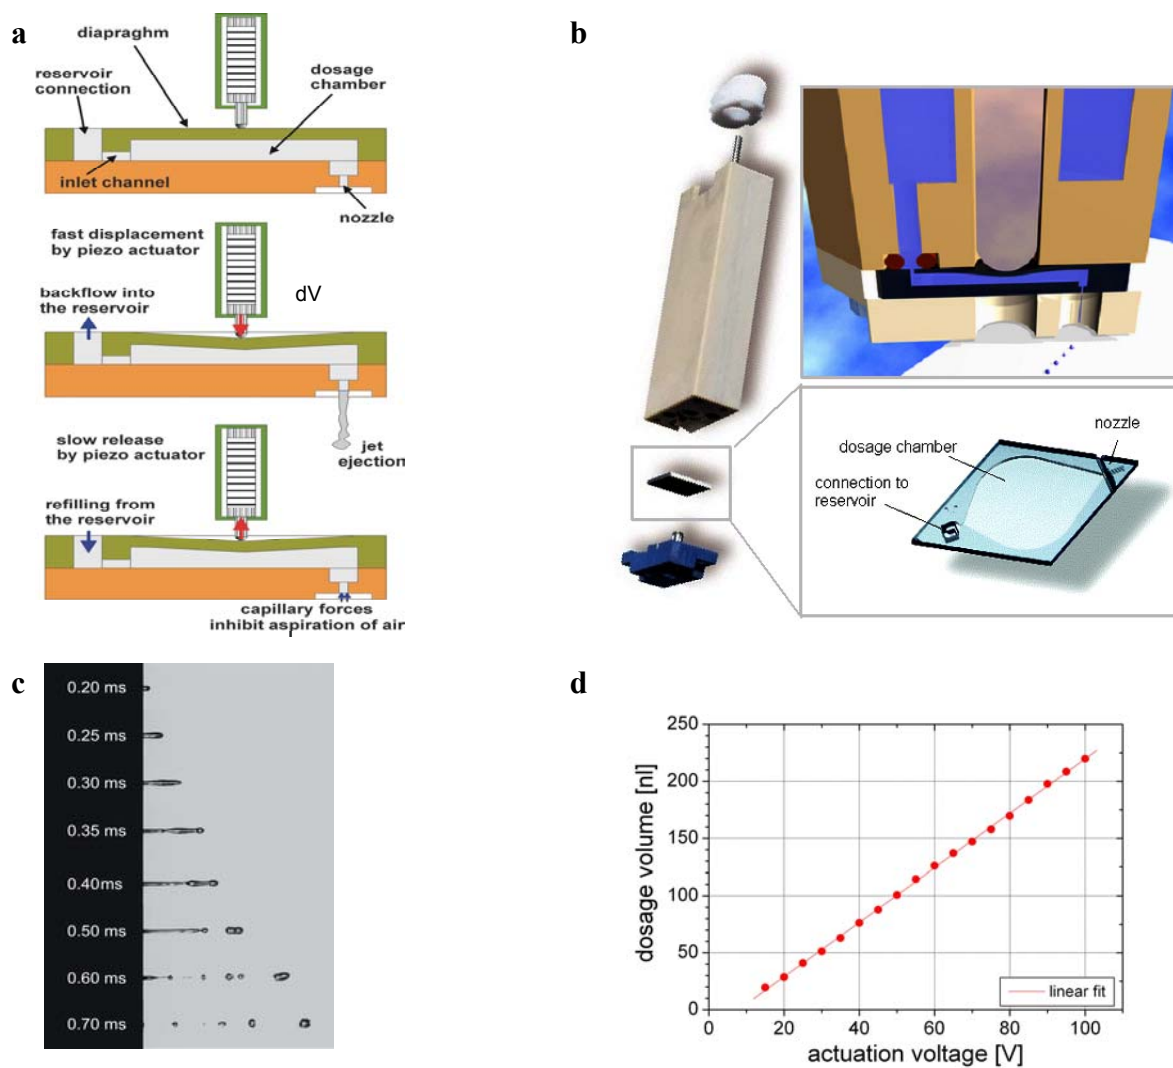 a
diapraghm
reservoir
connection
dosage
chamber
inlet channel
nozzle
fast displacement
by piezo actuator
dV
backflow into
the reservoir
jet
ejection
slow release
by piezo actuator
refilling from
the reservoir
capillary forces
inhibit aspiration of air
b
nozzle
dosage chamber
connection to
reservoir
c
0.20 ms
0.25 ms
0.30 ms
0.35 ms
0.40ms
0.50 ms
0.60 ms
0.70 ms
d
250
200
150
100
50
0
dosage volume [nl]
linear fit
0
20
40
60
80
100
actuation voltage [V]